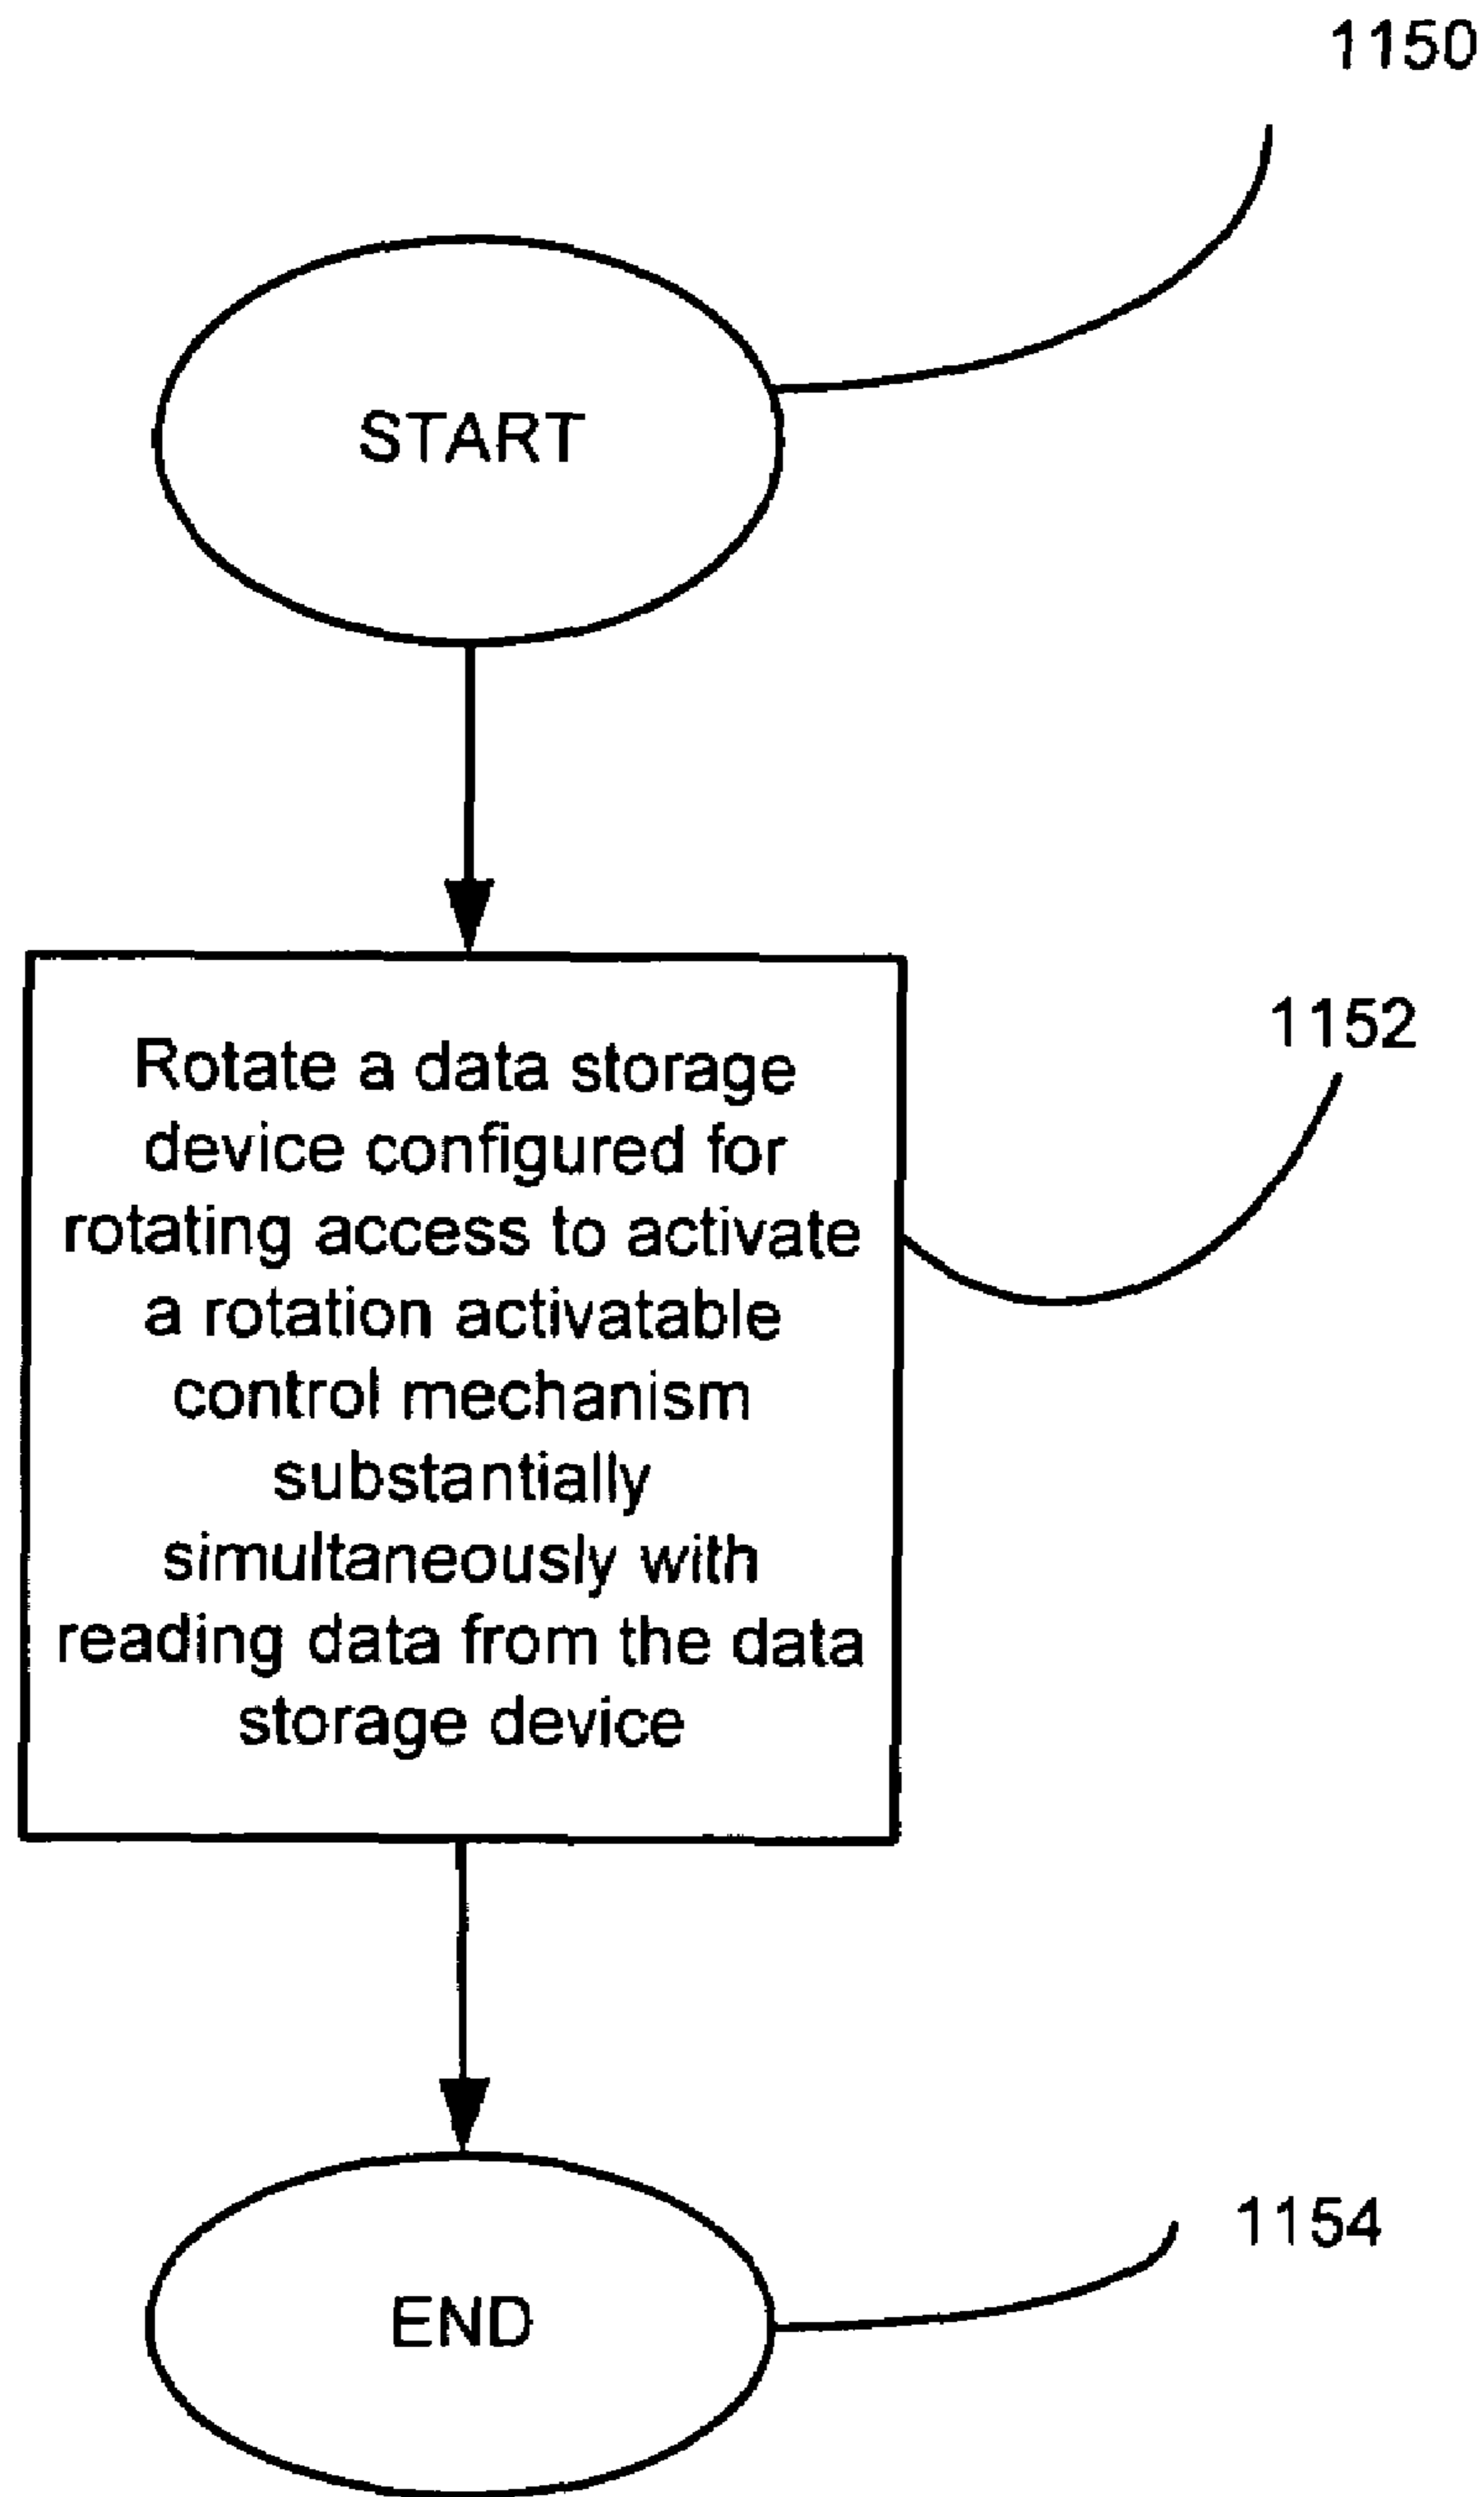 1150
START
1152
Rotate a data storage
device configured for
rotating access to activate
a rotation activatable
control mechanism
substantially
simultaneously with
reading data from the data
storage device
1154
END